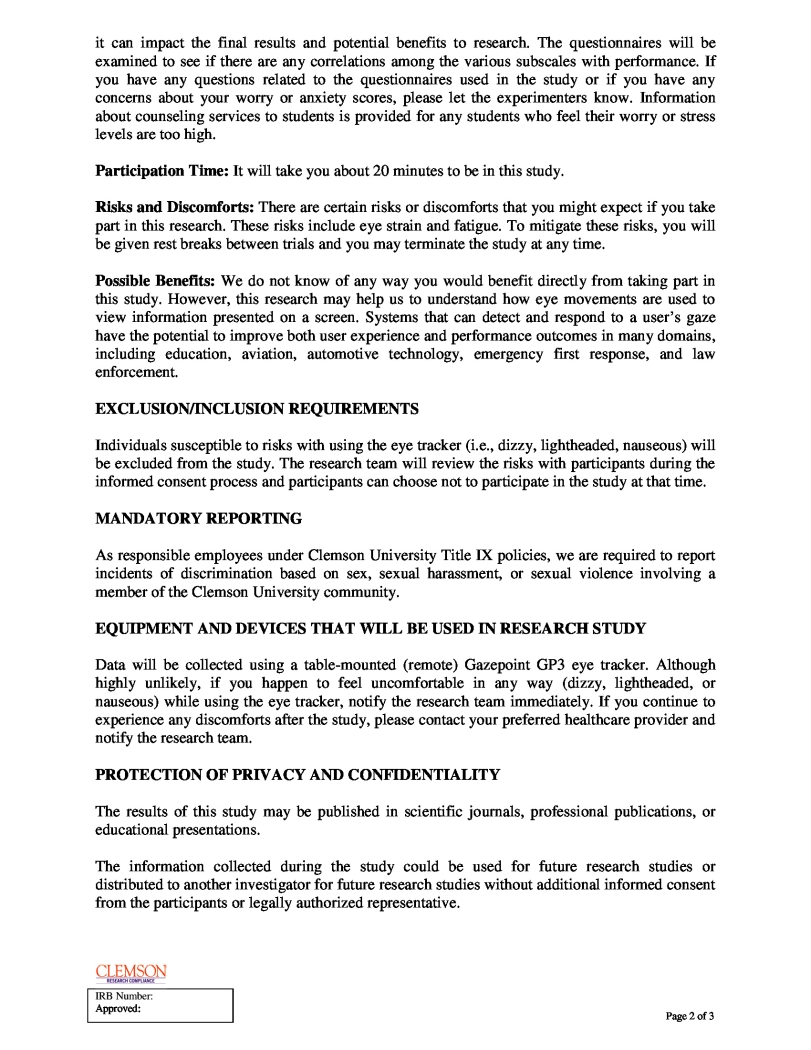 it can impact the final results and potential benefits to research. The questionnaires will be
examined to see if there are any correlations among the various subscales with performance. If
you have any questions related to the questionnaires used in the study or if you have any
concerns about your worry or anxiety scores, please let the experimenters know. Information
about counseling services to students is provided for any students who feel their worry or stress
levels are too high.
Participation Time: It will take you about 20 minutes to be in this study.
Risks and Discomforts: There are certain risks or discomforts that you might expect if you take
part in this research. These risks include eye strain and fatigue. To mitigate these risks, you will
be given rest breaks between trials and you may terminate the study at any time.
Possible Benefits: We do not know of any way you would benefit directly from taking part in
this study. However, this research may help us to understand how eye movements are used to
view information presented on a screen. Systems that can detect and respond to a user's gaze
have the potential to improve both user experience and performance outcomes in many domains,
including education, aviation, automotive technology, emergency first response, and law
enforcement.
EXCLUSION/INCLUSION REQUIREMENTS
Individuals susceptible to risks with using the eye tracker (i.e., dizzy, lightheaded, nauseous) will
be excluded from the study. The research team will review the risks with participants during the
informed consent process and participants can choose not to participate in the study at that time.
MANDATORY REPORTING
As responsible employees under Clemson University Title IX policies, we are required to report
incidents of discrimination based on sex, sexual harassment, or sexual violence involving a
member of the Clemson University community.
EQUIPMENT AND DEVICES THAT WILL BE USED IN RESEARCH STUDY
Data will be collected using a table-mounted (remote) Gazepoint GP3 eye tracker. Although
highly unlikely, if you happen to feel uncomfortable in any way (dizzy, lightheaded, or
nauseous) while using the eye tracker, notify the research team immediately. If you continue to
experience any discomforts after the study, please contact your preferred healthcare provider and
notify the research team.
PROTECTION OF PRIVACY AND CONFIDENTIALITY
The results of this study may be published in scientific journals, professional publications, or
educational presentations.
The information collected during the study could be used for future research studies or
distributed to another investigator for future research studies without additional informed consent
from the participants or legally authorized representative.
CLEMSON
RESEARCH COMPLIANCE
IRB Number:
Approved:
Page 2 of 3